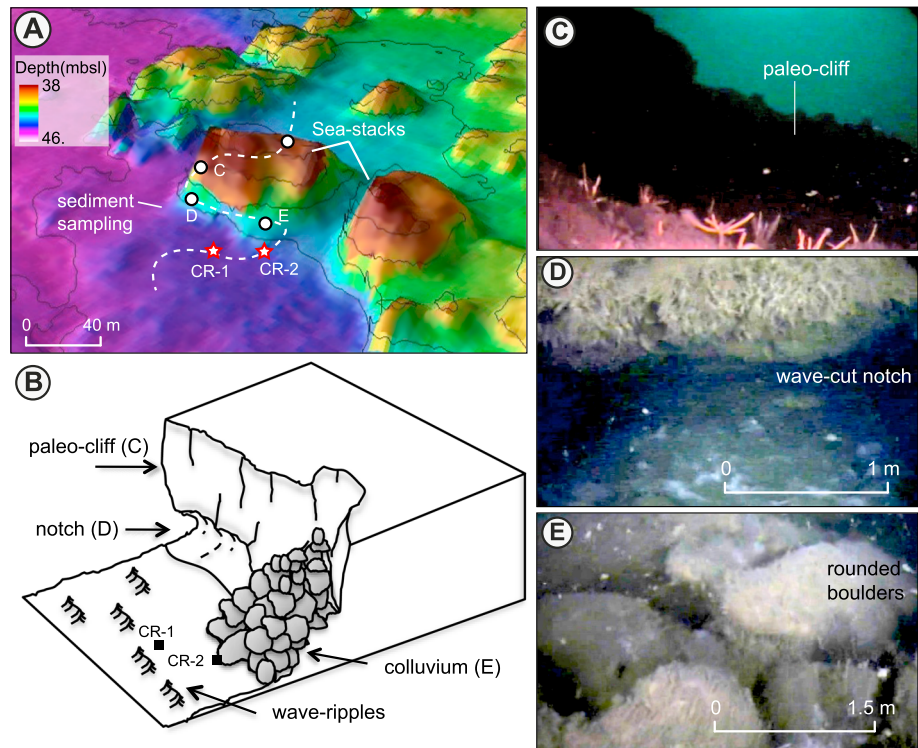 A
Depth(mbsl)
38
46.
Sea-stacks
C
D
E
sediment
sampling
CR-1
CR-2
0
40 m
B
paleo-cliff (C)
notch (D)
CR-1
CR-2
colluvium (E)
wave-ripples
C
paleo-cliff
D
wave-cut notch
0
1 m
E
rounded
boulders
0
1.5 m